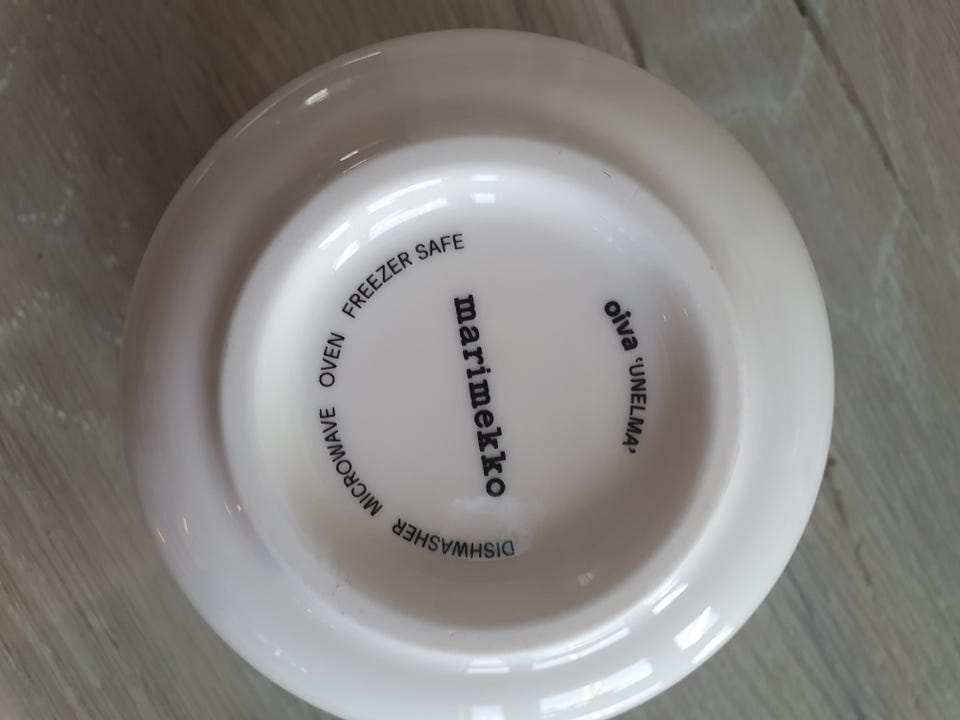 oiva ‘UNELMA’
marimekko
DISHWASHER MICROWAVE OVEN FREEZER SAFE